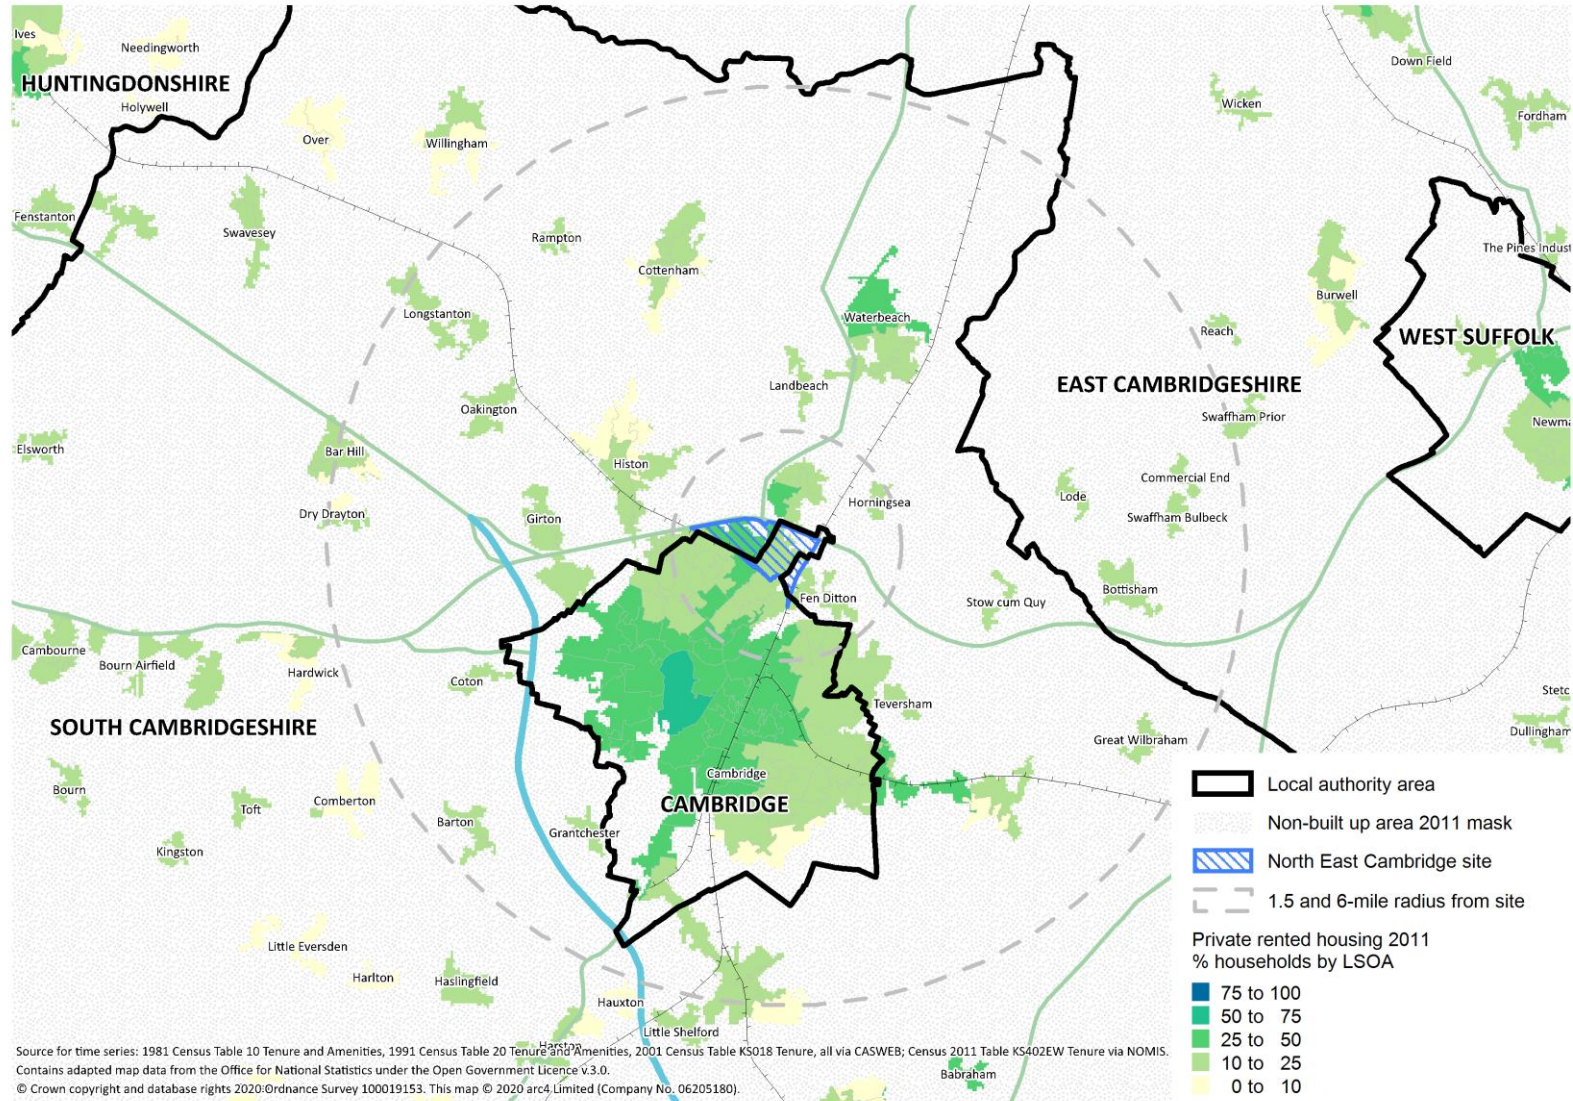 Ives
Needingworth
HUNTINGDONSHIRE
Holywell
Over
Willingham
Down Field
Wicken
Fordham
Fenstanton
Swavesey
Rampton
Cottenham
The Pines Indust
Longstanton
Waterbeach
Burwell
Reach
WEST SUFFOLK
Landbeach
EAST CAMBRIDGESHIRE
Oakington
Swaffham Prior
Newma
Elsworth
Bar Hill
Histon
Commercial End
Lode
Horningsea
Dry Drayton
Girton
Swaffham Bulbeck
Fen Ditton
Stow cum Quy
Bottisham
Cambourne
Bourn Airfield
Hardwick
Coton
Teversham
Stetc
SOUTH CAMBRIDGESHIRE
Great Wilbraham
Dullingham
Bourn
Toft
Comberton
Cambridge
CAMBRIDGE
Barton
Grantchester
Kingston
Little Eversden
Harlton
Haslingfield
Hauxton
Little Shelford
Harston
Babraham
Local authority area
Non-built up area 2011 mask
North East Cambridge site
1.5 and 6-mile radius from site
Private rented housing 2011
% households by LSOA
75 to 100
50 to 75
25 to 50
10 to 25
0 to 10
Source for time series: 1981 Census Table 10 Tenure and Amenities, 1991 Census Table 20 Tenure and Amenities, 2001 Census Table KS018 Tenure, all via CASWEB; Census 2011 Table KS402EW Tenure via NOMIS.
Contains adapted map data from the Office for National Statistics under the Open Government Licence v.3.0.
© Crown copyright and database rights 2020 Ordnance Survey 100019153. This map © 2020 arc4 Limited (Company No. 06205180).